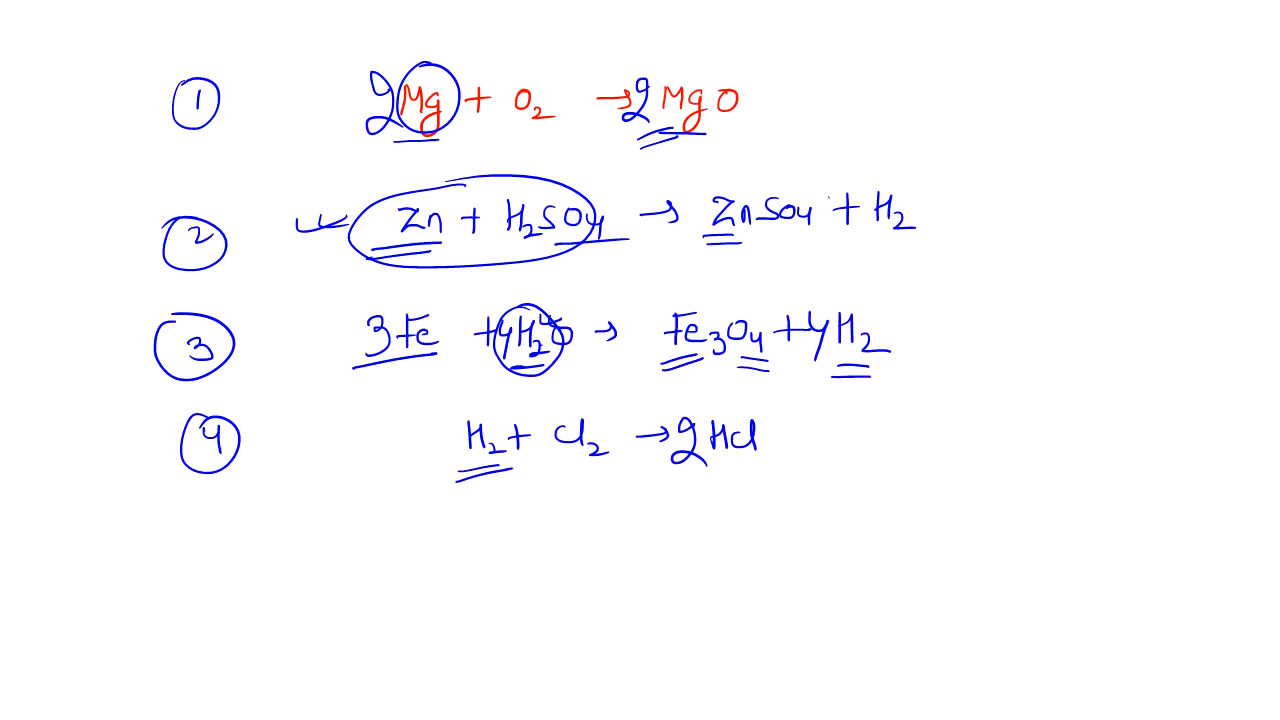 1 2Mg + O2 → 2MgO
2 Zn + H2SO4 → ZnSO4 + H2
3 3Fe + 4H2O → Fe3O4 + 4H2
4 H2 + Cl2 → 2HCl